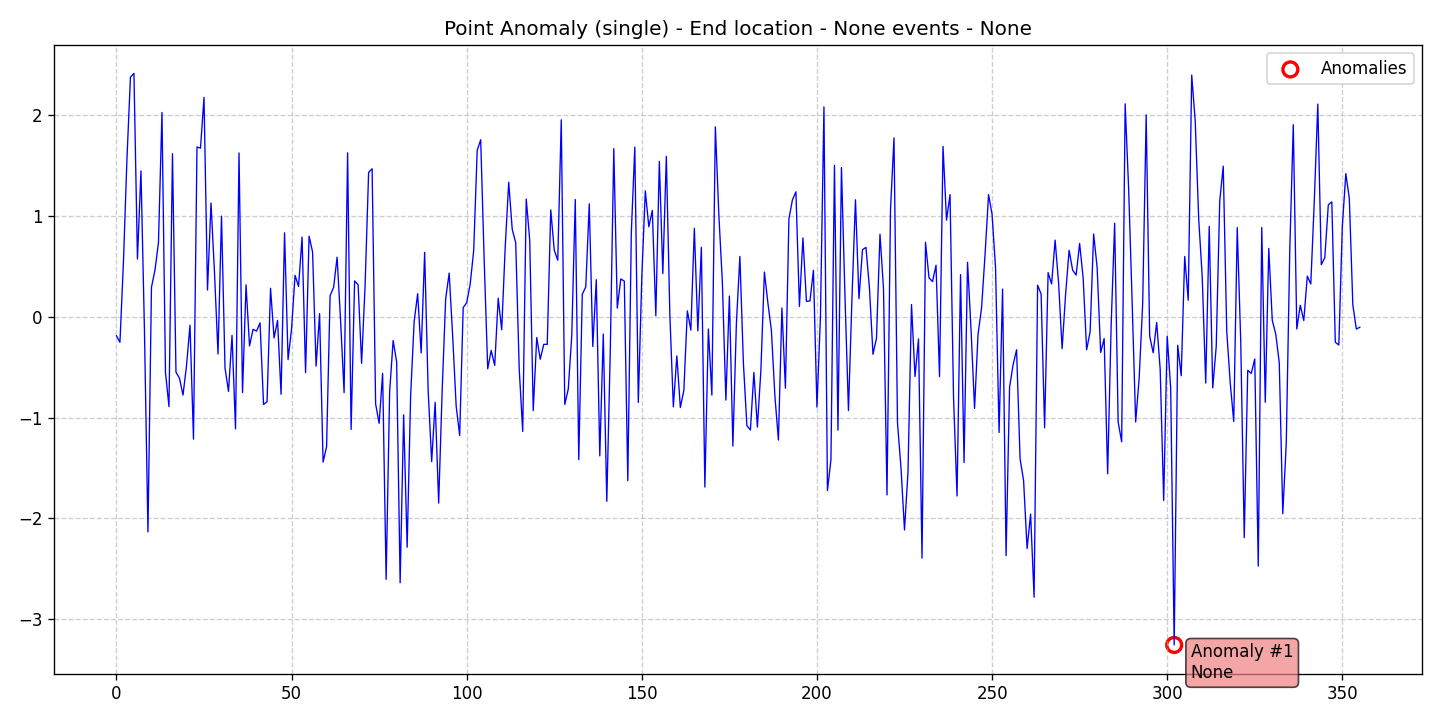 Point Anomaly (single) - End location - None events - None
Anomalies
2
1
0
−1
−2
−3
Anomaly #1
None
0 50 100 150 200 250 300 350